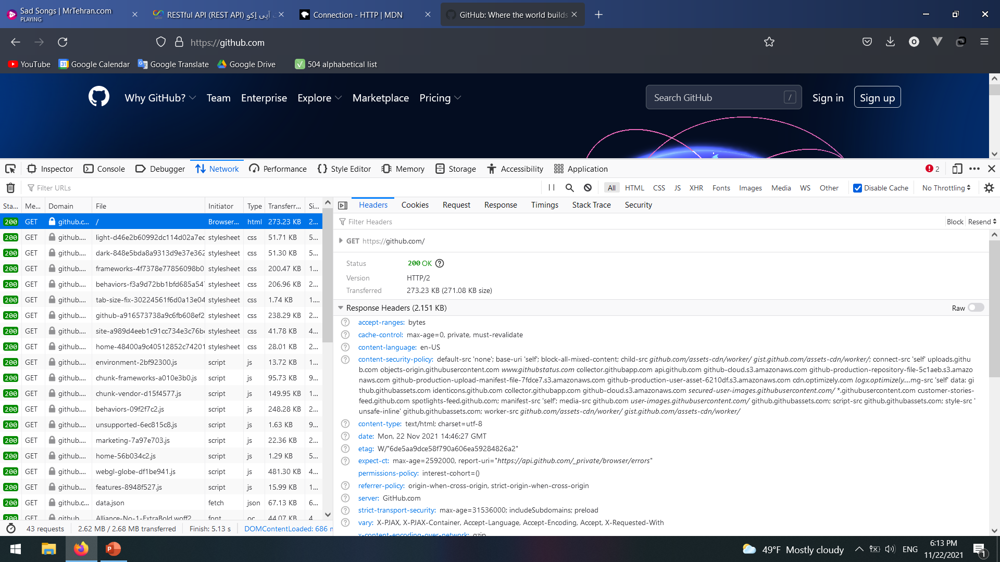 Sad Songs | MrTehran.com
PLAYING
RESTful API (REST API)
Connection - HTTP | MDN
GitHub: Where the world builds
https://github.com
YouTube
Google Calendar
Google Translate
Google Drive
504 alphabetical list
Why GitHub?
Team
Enterprise
Explore
Marketplace
Pricing
Search GitHub
/
Sign in
Sign up
Inspector
Console
Debugger
Network
Performance
Style Editor
Memory
Storage
Accessibility
Application
2
Filter URLs
All
HTML
CSS
JS
XHR
Fonts
Images
Media
WS
Other
Disable Cache
No Throttling
Sta... Me... Domain File Initiator Type Transferr... Si...
200 GET github.c... / Browser... html 273.23 KB 2...
200 GET github.... light-d46e2b60992dc114d02a7ec stylesheet css 51.71 KB 5...
200 GET github.... dark-848e5bda8a9313d9e37e362 stylesheet css 51.30 KB 5...
200 GET github.... frameworks-4f7378e77856098b0 stylesheet css 200.47 KB 1...
200 GET github.... behaviors-f3a9d72bb1bfd685a547 stylesheet css 206.96 KB 2...
200 GET github.... tab-size-fix-30224561f6d0a13e04 stylesheet css 1.74 KB 1....
200 GET github.... github-a916573738a9c6fb608ef2 stylesheet css 238.29 KB 2...
200 GET github.... site-a989d4eeb1c91cc734e3c76b stylesheet css 41.78 KB 4...
200 GET github.... home-48400a9c40512852c74201 stylesheet css 28.01 KB 2...
200 GET github.... environment-2bf92300.js script js 13.72 KB 1...
200 GET github.... chunk-frameworks-a010e3b0.js script js 95.73 KB 9...
200 GET github.... chunk-vendor-d15f4577.js script js 149.95 KB 1...
200 GET github.... behaviors-09f2f7c2.js script js 248.28 KB 2...
200 GET github.... unsupported-6ec815c8.js script js 1.63 KB 9...
200 GET github.... marketing-7a97e703.js script js 22.36 KB 2...
200 GET github.... home-56b034c2.js script js 1.29 KB 5...
200 GET github.... webgl-globe-df1be941.js script js 481.30 KB 4...
200 GET github.... features-8948f527.js script js 15.99 KB 1...
200 GET github.c... data.json fetch json 67.13 KB 6...
200 GET github Alliance-No-1-ExtraBold.woff2 font oc 44.07 KB 4
43 requests
2.62 MB / 2.68 MB transferred
Finish: 5.13 s
DOMContentLoaded: 686
Headers
Cookies
Request
Response
Timings
Stack Trace
Security
Filter Headers
Block
Resend
GET https://github.com/
Status 200 OK
Version HTTP/2
Transferred 273.23 KB (271.08 KB size)
Response Headers (2.151 KB)
Raw
accept-ranges: bytes
cache-control: max-age=0, private, must-revalidate
content-language: en-US
content-security-policy: default-src 'none'; base-uri 'self'; block-all-mixed-content; child-src github.com/assets-cdn/worker/ gist.github.com/assets-cdn/worker/; connect-src 'self' uploads.githu
b.com objects-origin.githubusercontent.com www.githubstatus.com collector.githubapp.com api.github.com github-cloud.s3.amazonaws.com github-production-repository-file-5c1aeb.s3.amazo
naws.com github-production-upload-manifest-file-7fdce7.s3.amazonaws.com github-production-user-asset-6210df.s3.amazonaws.com cdn.optimizely.com logx.optimizely....mg-src 'self' data: gi
thub.githubassets.com identicons.github.com collector.githubapp.com github-cloud.s3.amazonaws.com secured-user-images.githubusercontent.com/ *.githubusercontent.com customer-stories-
feed.github.com spotlights-feed.github.com; manifest-src 'self'; media-src github.com user-images.githubusercontent.com/ github.githubassets.com; script-src github.githubassets.com; style-src '
unsafe-inline' github.githubassets.com; worker-src github.com/assets-cdn/worker/ gist.github.com/assets-cdn/worker/
content-type: text/html; charset=utf-8
date: Mon, 22 Nov 2021 14:46:27 GMT
etag: W/"6de5aa9dce58f790a606ea59284826a2"
expect-ct: max-age=2592000, report-uri="https://api.github.com/_private/browser/errors"
permissions-policy: interest-cohort=()
referrer-policy: origin-when-cross-origin, strict-origin-when-cross-origin
server: GitHub.com
strict-transport-security: max-age=31536000; includeSubdomains; preload
vary: X-PJAX, X-PJAX-Container, Accept-Language, Accept-Encoding, Accept, X-Requested-With
x-content-encoding-over-network: gzip
49°F Mostly cloudy
ENG
6:13 PM
11/22/2021
1